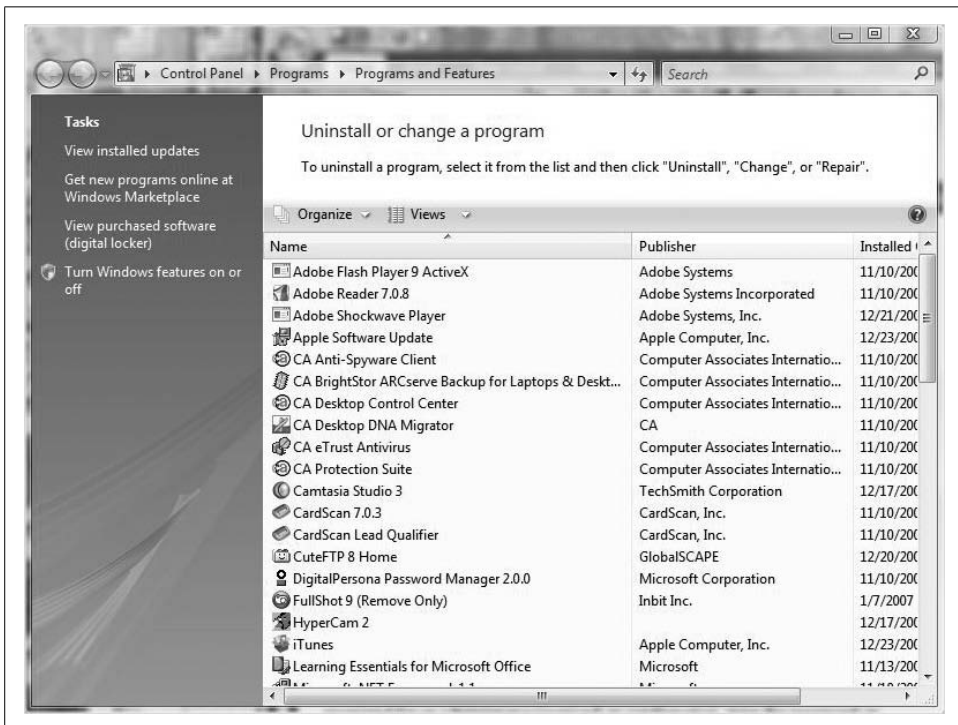 Control Panel Programs Programs and Features Search
Tasks
View installed updates
Get new programs online at
Windows Marketplace
View purchased software
(digital locker)
Turn Windows features on or
off
Uninstall or change a program
To uninstall a program, select it from the list and then click "Uninstall", "Change", or "Repair".
Organize Views
Name Publisher Installed
Adobe Flash Player 9 ActiveX Adobe Systems 11/10/200
Adobe Reader 7.0.8 Adobe Systems Incorporated 11/10/200
Adobe Shockwave Player Adobe Systems, Inc. 12/21/200
Apple Software Update Apple Computer, Inc. 12/23/200
CA Anti-Spyware Client Computer Associates Internatio... 11/10/200
CA BrightStor ARCserve Backup for Laptops & Deskt... Computer Associates Internatio... 11/10/200
CA Desktop Control Center Computer Associates Internatio... 11/10/200
CA Desktop DNA Migrator CA 11/10/200
CA eTrust Antivirus Computer Associates Internatio... 11/10/200
CA Protection Suite Computer Associates Internatio... 11/10/200
Camtasia Studio 3 TechSmith Corporation 12/17/200
CardScan 7.0.3 CardScan, Inc. 11/10/200
CardScan Lead Qualifier CardScan, Inc. 11/10/200
CuteFTP 8 Home GlobalSCAPE 12/20/200
DigitalPersona Password Manager 2.0.0 Microsoft Corporation 11/10/200
FullShot 9 (Remove Only) Inbit Inc. 1/7/2007
HyperCam 2 12/17/200
iTunes Apple Computer, Inc. 12/23/200
Learning Essentials for Microsoft Office Microsoft 11/13/200